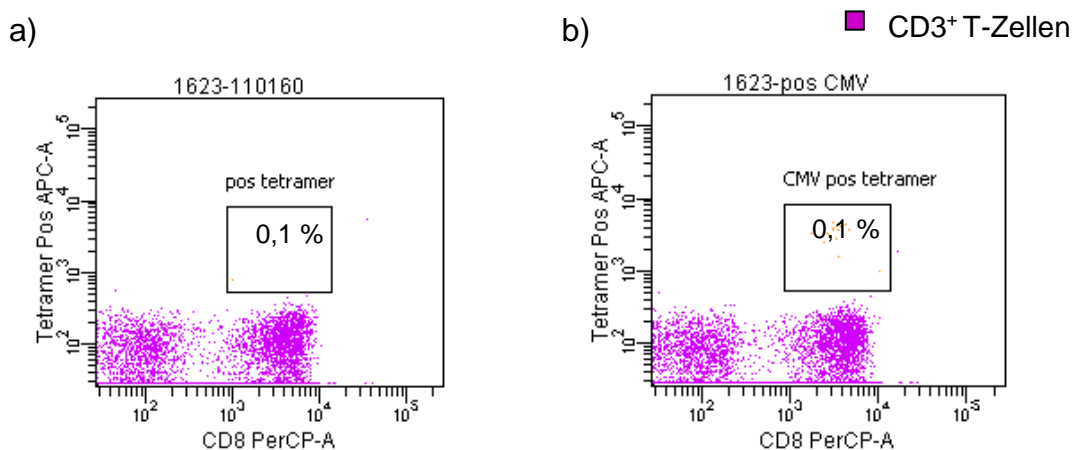 a)
1623-110160
Tetramer Pos APC-A
10⁵
10⁴
10³
10²
pos tetramer
0,1 %
10² 10³ 10⁴ 10⁵
CD8 PerCP-A
b)
CD3⁺ T-Zellen
1623-pos CMV
Tetramer Pos APC-A
10⁵
10⁴
10³
10²
CMV pos tetramer
0,1 %
10² 10³ 10⁴ 10⁵
CD8 PerCP-A